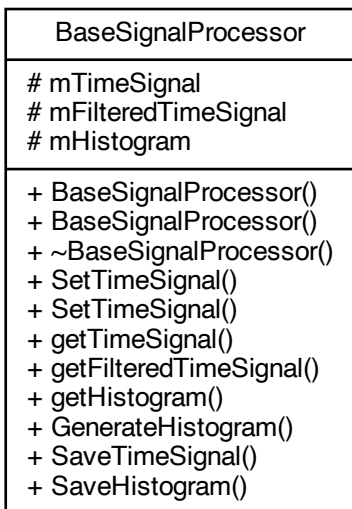 BaseSignalProcessor
# mTimeSignal
# mFilteredTimeSignal
# mHistogram
+ BaseSignalProcessor()
+ BaseSignalProcessor()
+ ~BaseSignalProcessor()
+ SetTimeSignal()
+ SetTimeSignal()
+ getTimeSignal()
+ getFilteredTimeSignal()
+ getHistogram()
+ GenerateHistogram()
+ SaveTimeSignal()
+ SaveHistogram()